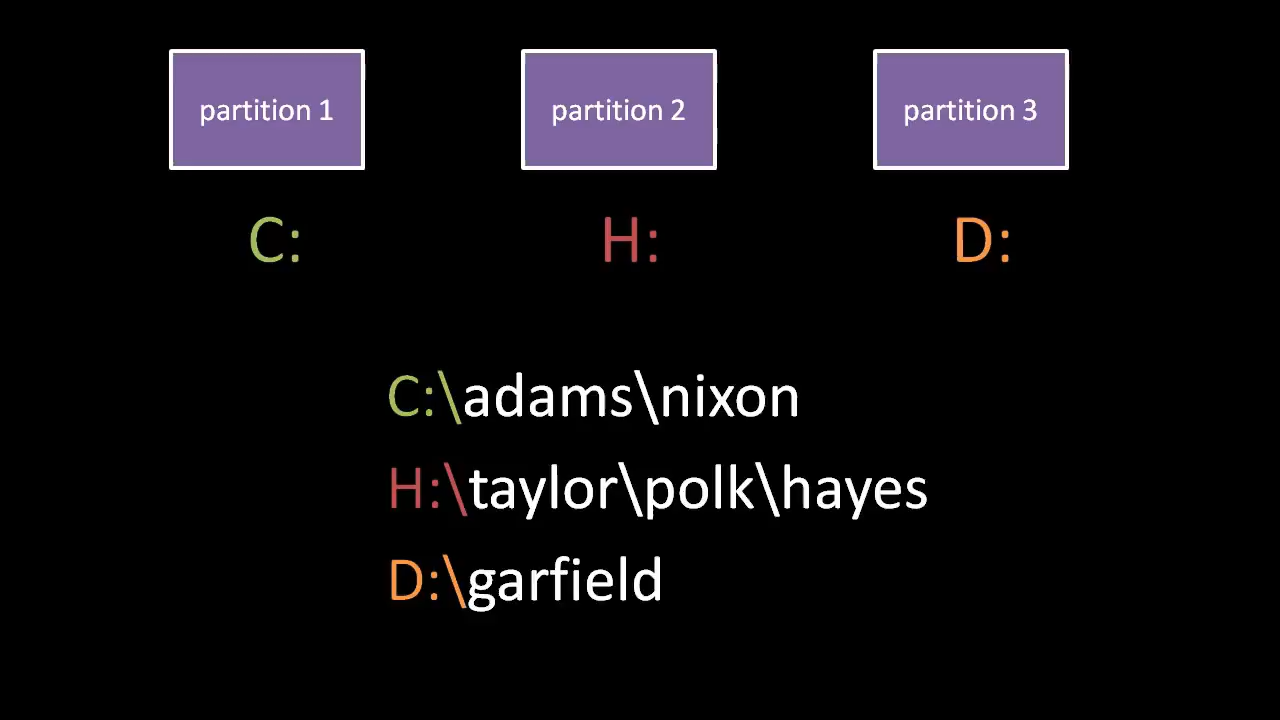 partition 1 partition 2 partition 3
C: H: D:
C:\adams\nixon
H:\taylor\polk\hayes
D:\garfield